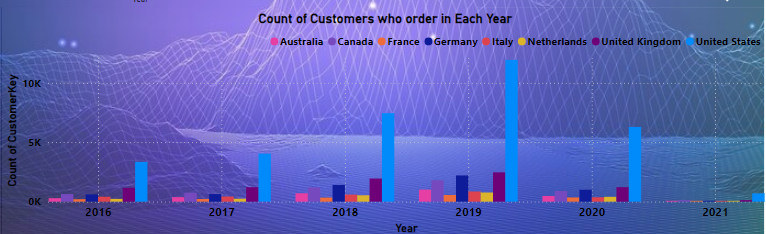 Year
Count of Customers who order in Each Year
Australia Canada France Germany Italy Netherlands United Kingdom United States
10K
5K
0K
Count of CustomerKey
2016 2017 2018 2019 2020 2021
Year